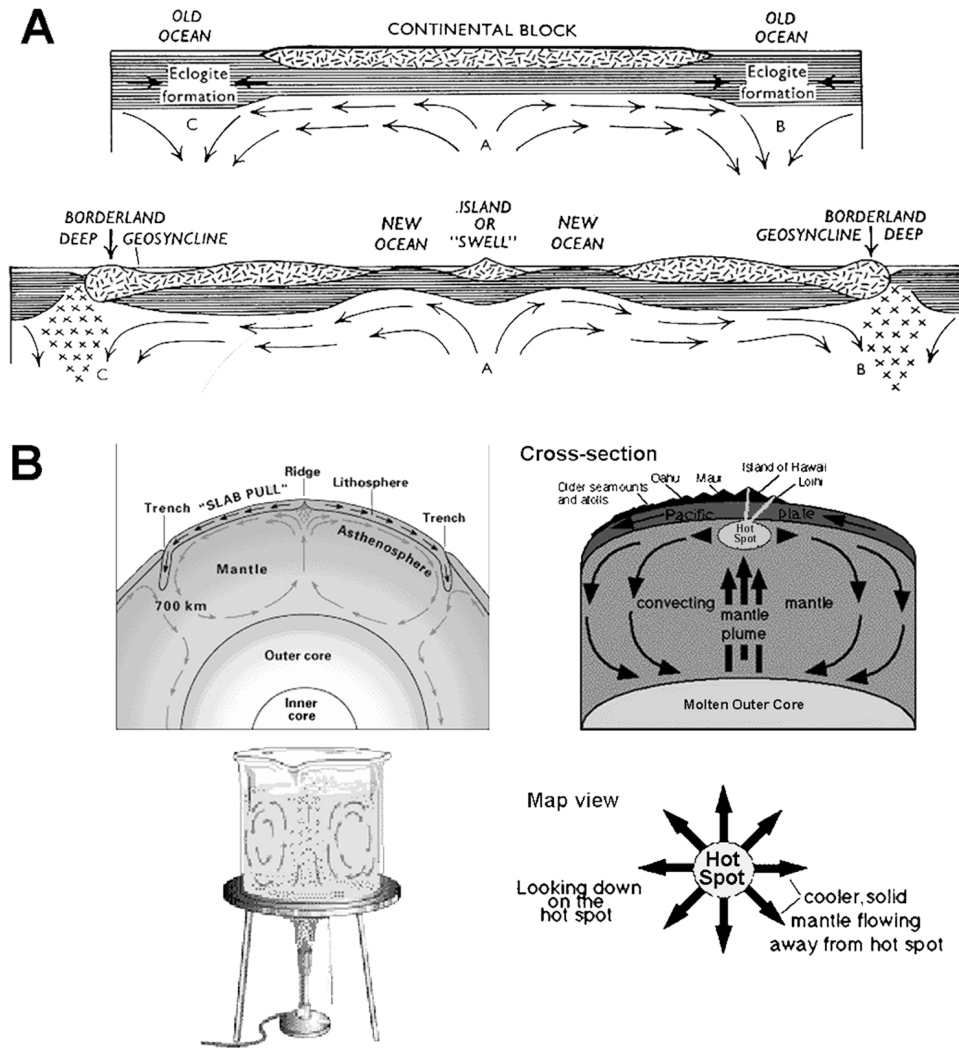 A
OLD
OCEAN
CONTINENTAL BLOCK
OLD
OCEAN
Eclogite
formation
Eclogite
formation
C
A
B
BORDERLAND
DEEP
GEOSYNCLINE
NEW
OCEAN
.ISLAND
OR
"SWELL"
NEW
OCEAN
BORDERLAND
GEOSYNCLINE
DEEP
C
A
B
B
Ridge
Lithosphere
Trench
"SLAB PULL"
Trench
Asthenosphere
Mantle
700 km
Outer core
Inner
core
Cross-section
Island of Hawaii
Oahu
Maui
Loihi
Older seamounts
and atolls
Pacific
Plate
Hot
Spot
convecting
mantle
mantle
plume
Molten Outer Core
Map view
Hot
Spot
Looking down
on the
hot spot
cooler, solid
mantle flowing
away from hot spot